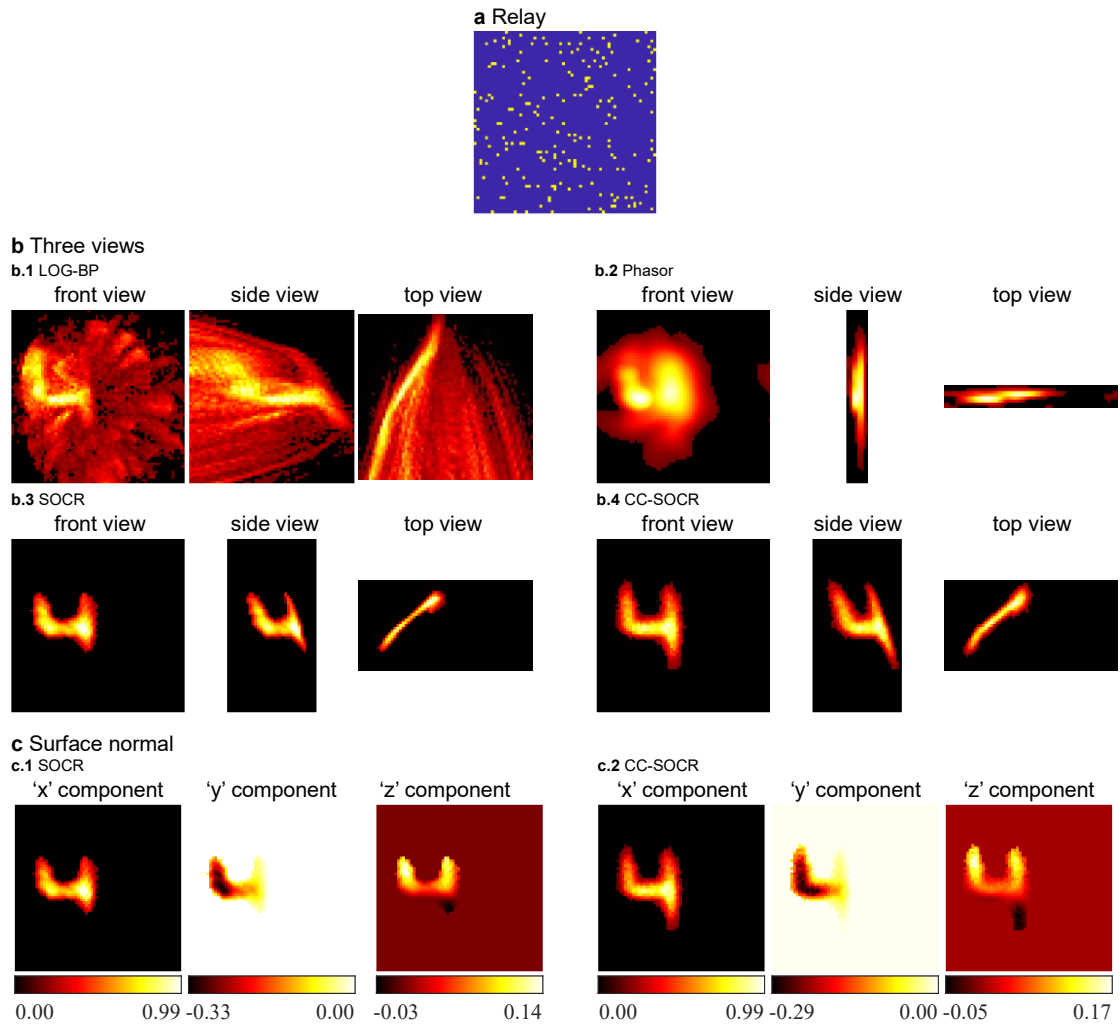 a Relay
b Three views
b.1 LOG-BP
front view side view top view
b.2 Phasor
front view side view top view
b.3 SOCR
front view side view top view
b.4 CC-SOCR
front view side view top view
c Surface normal
c.1 SOCR
‘x’ component ‘y’ component ‘z’ component
0.00 0.99 -0.33 0.00 -0.03 0.14
c.2 CC-SOCR
‘x’ component ‘y’ component ‘z’ component
0.00 0.99 -0.29 0.00 -0.05 0.17